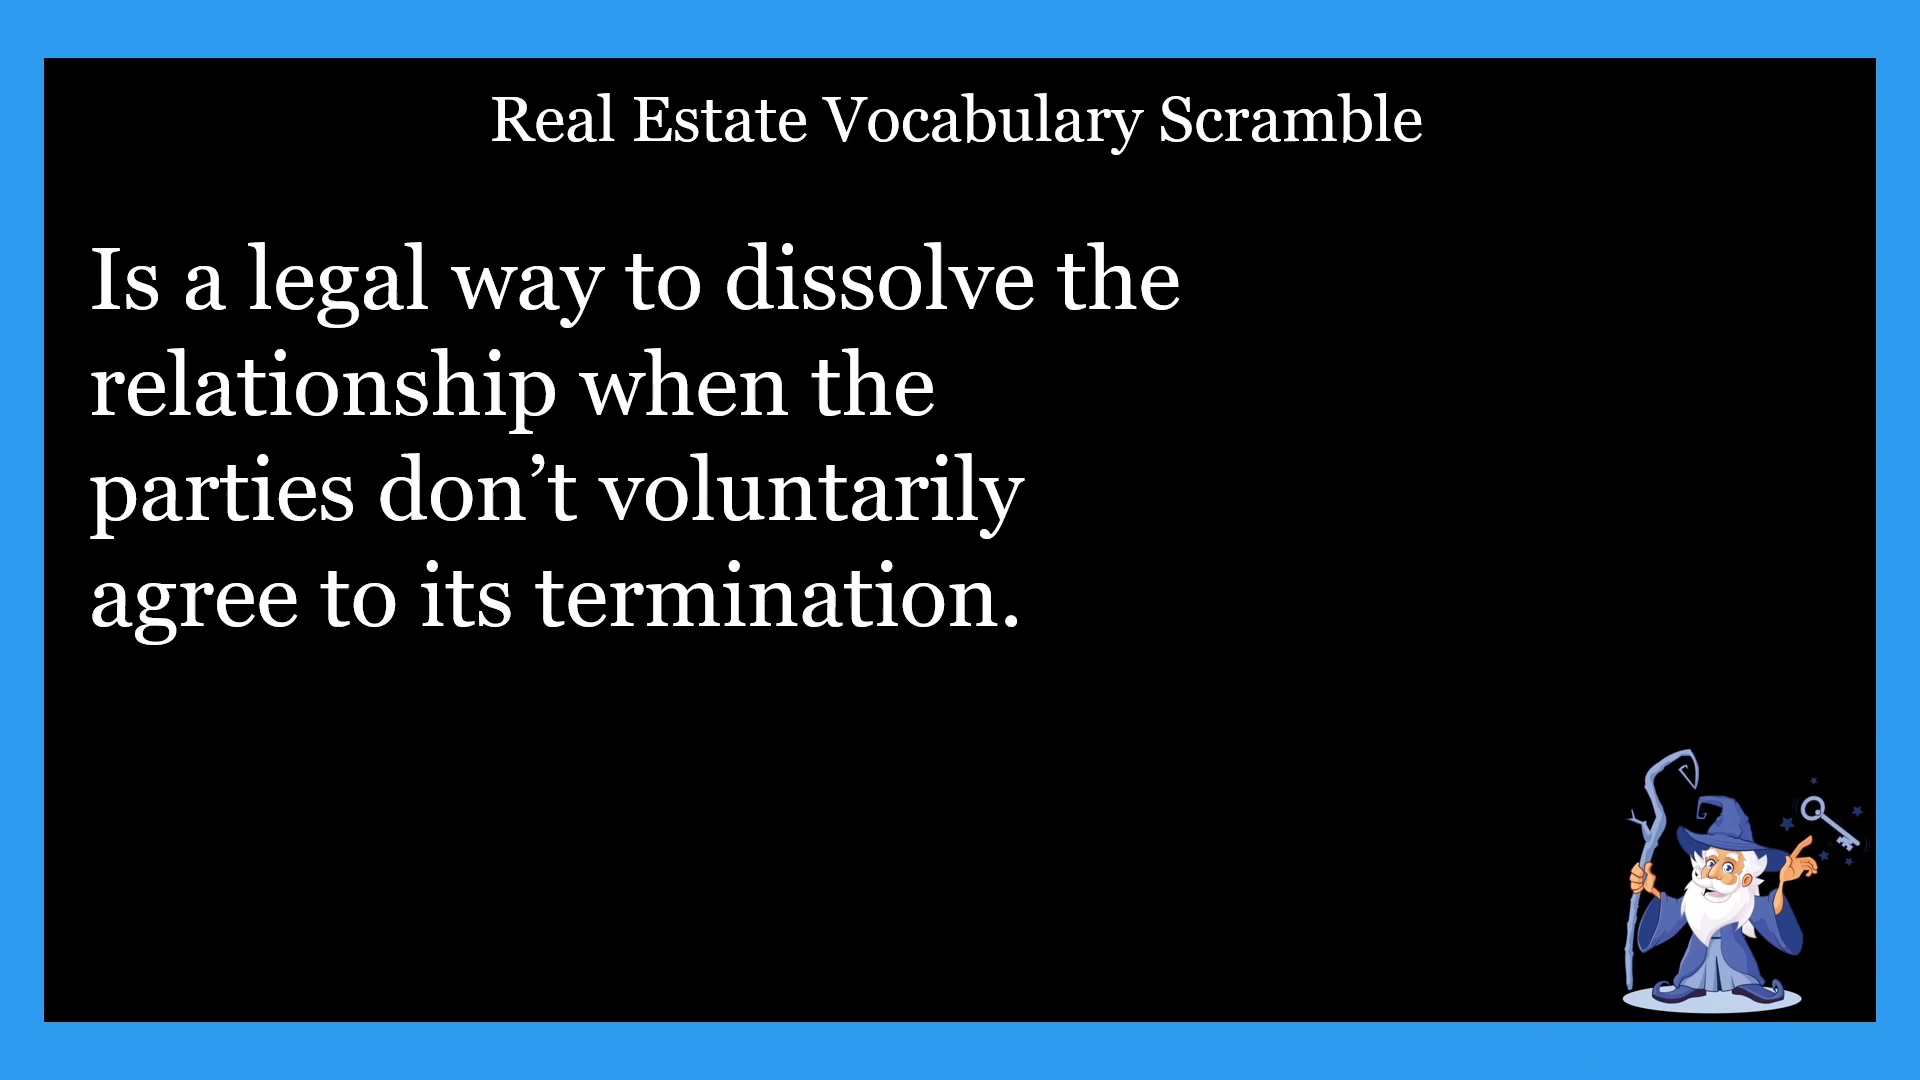 Real Estate Vocabulary Scramble
Is a legal way to dissolve the
relationship when the
parties don’t voluntarily
agree to its termination.